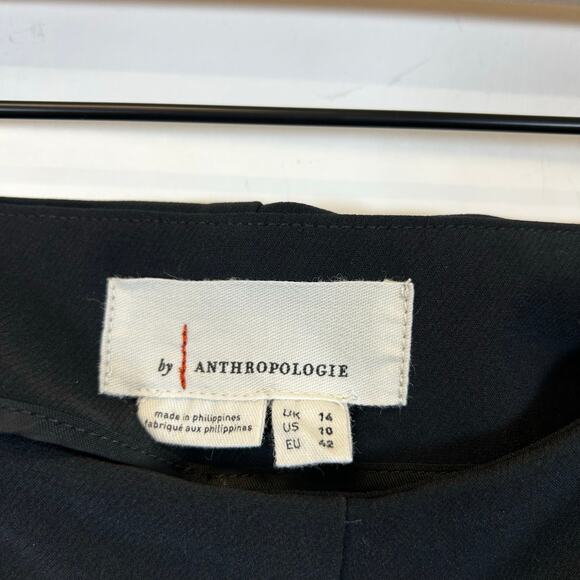 by ANTHROPOLOGIE
made in philippines
fabriqué aux philippines
UK 14
US 10
EU 42